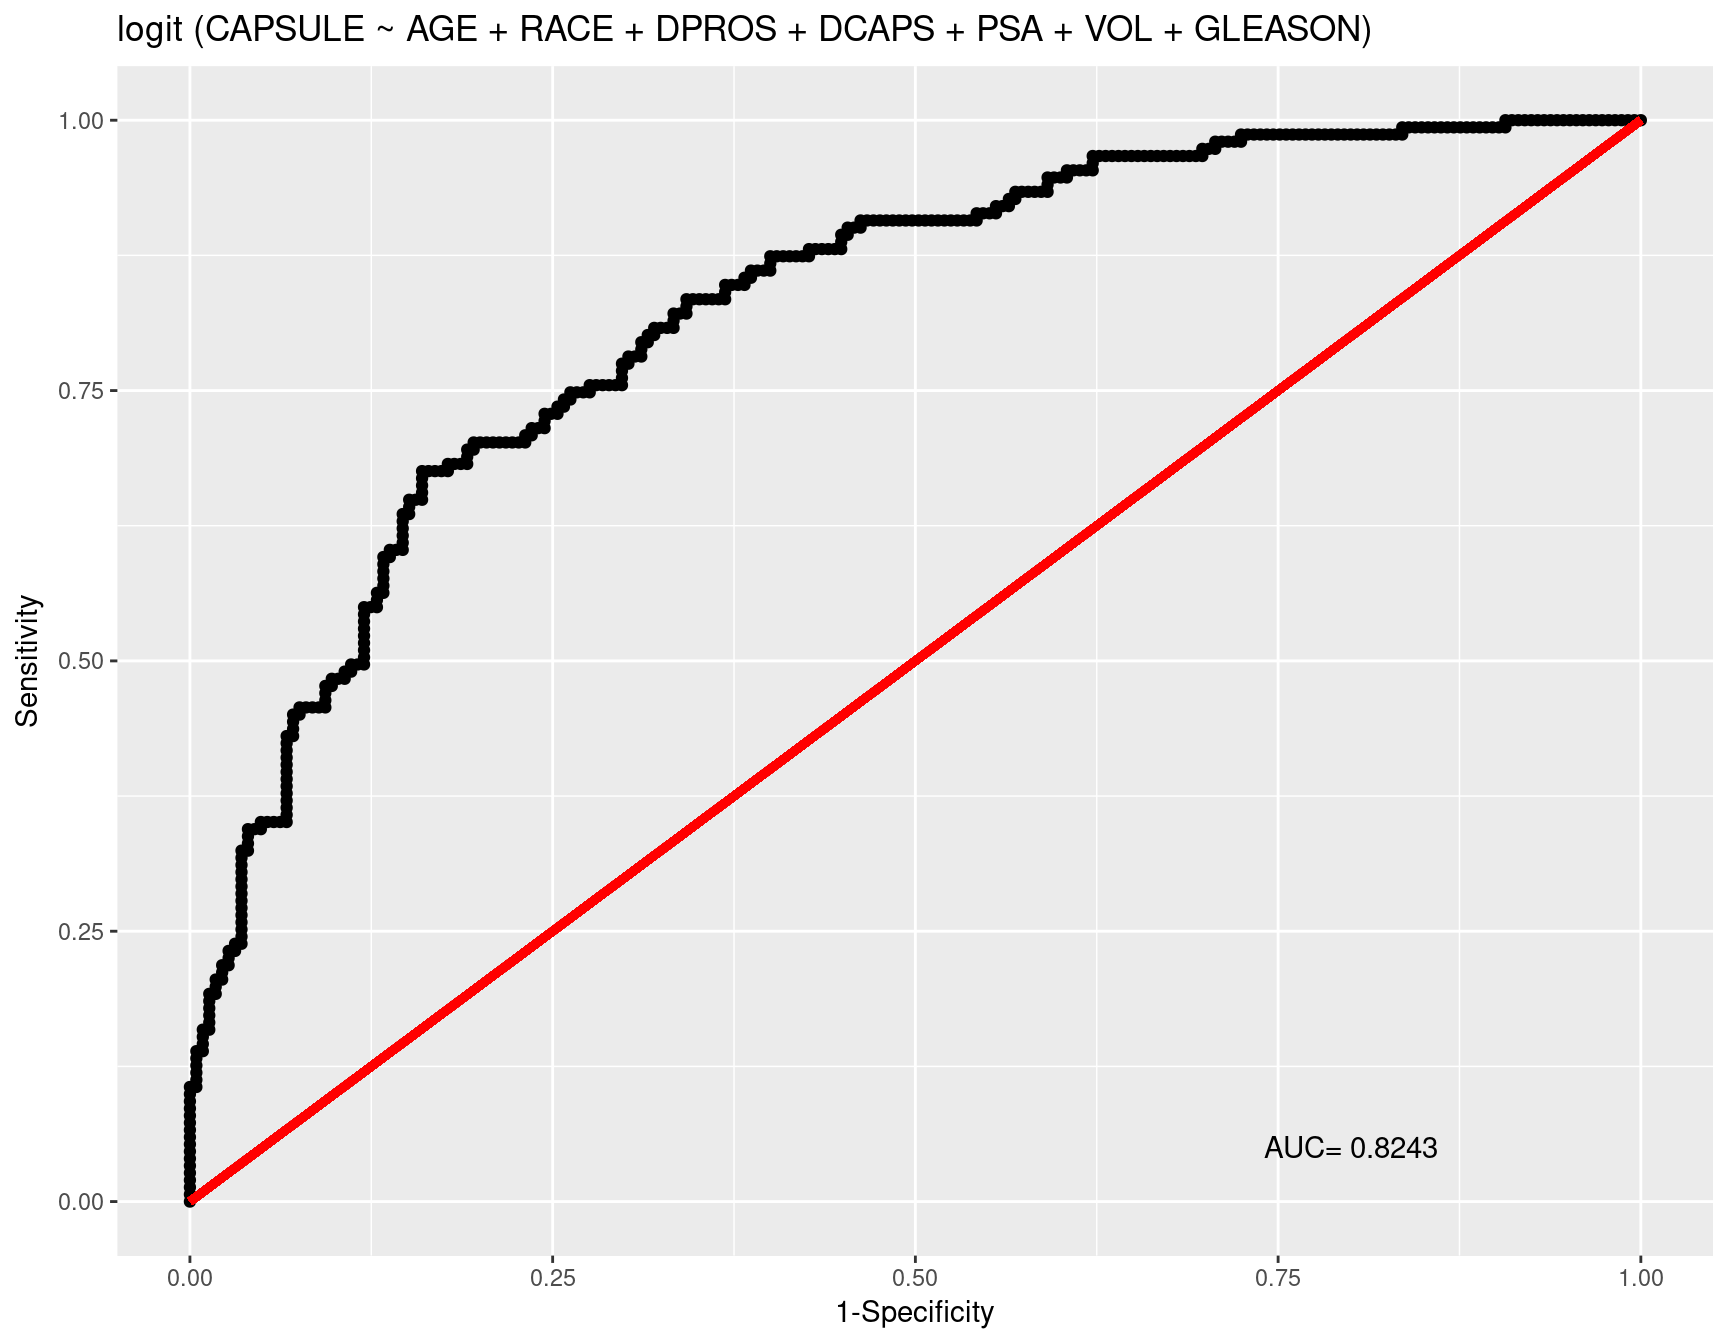 logit (CAPSULE ~ AGE + RACE + DPROS + DCAPS + PSA + VOL + GLEASON)
1.00
0.75
0.50
0.25
0.00
Sensitivity
AUC= 0.8243
0.00 0.25 0.50 0.75 1.00
1-Specificity